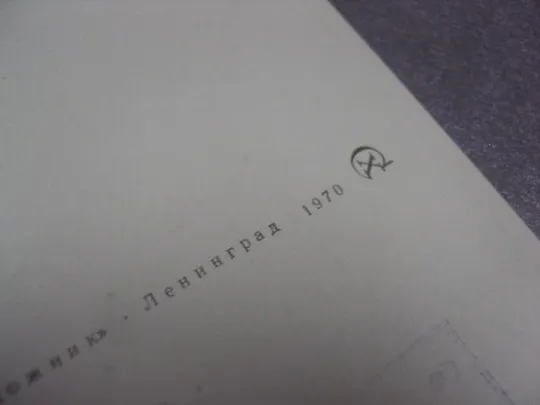 ожник» · Ленинград 1970